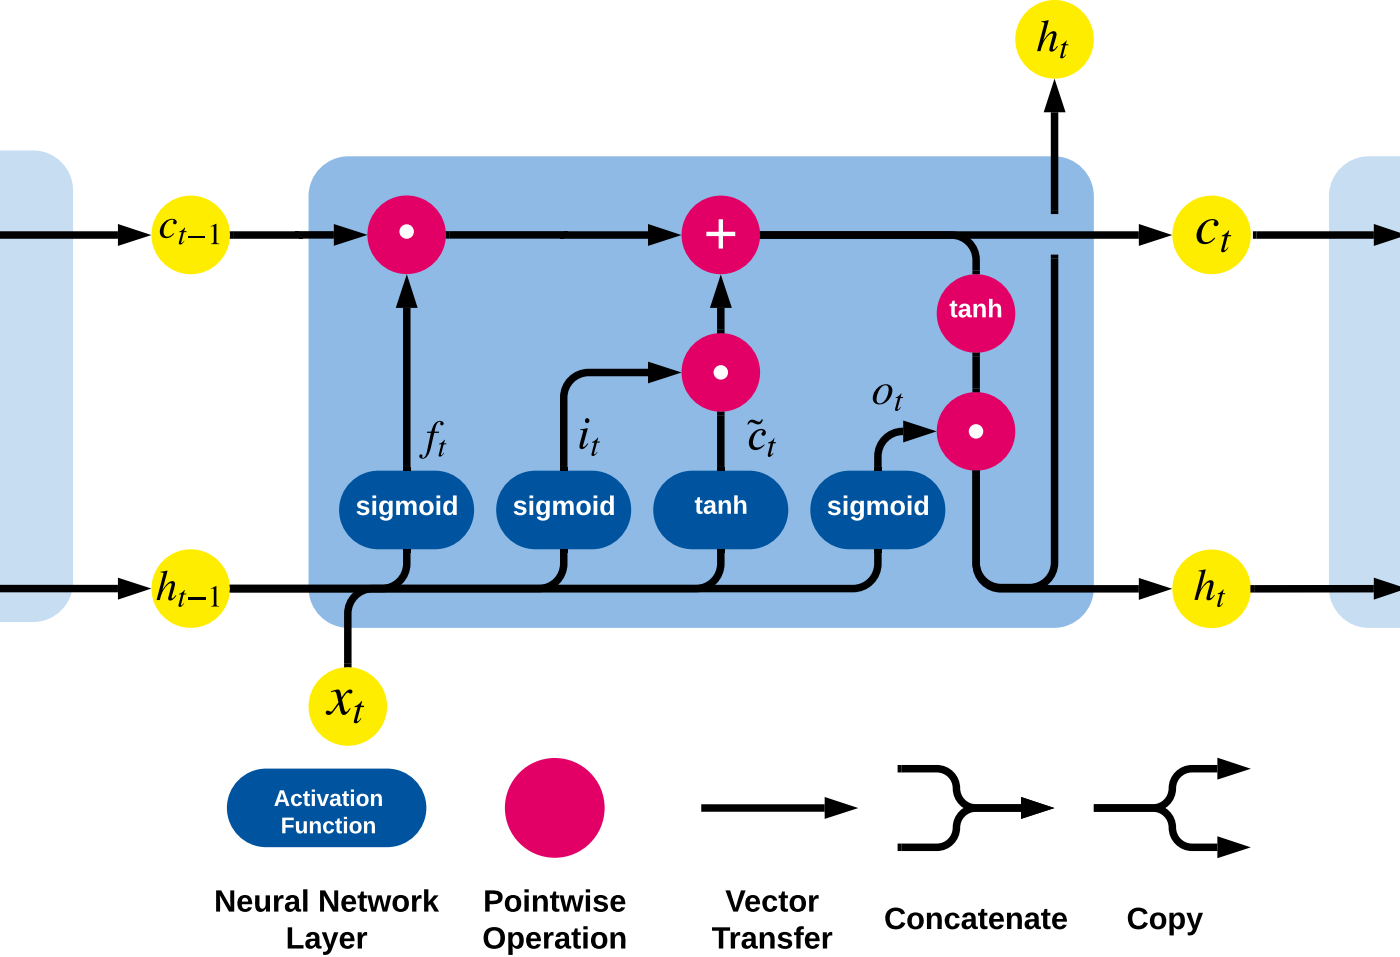 h_t
c_{t−1}
+
c_t
tanh
o_t
f_t
i_t
c̃_t
sigmoid
sigmoid
tanh
sigmoid
h_{t−1}
h_t
x_t
Activation
Function
Neural Network
Layer
Pointwise
Operation
Vector
Transfer
Concatenate
Copy